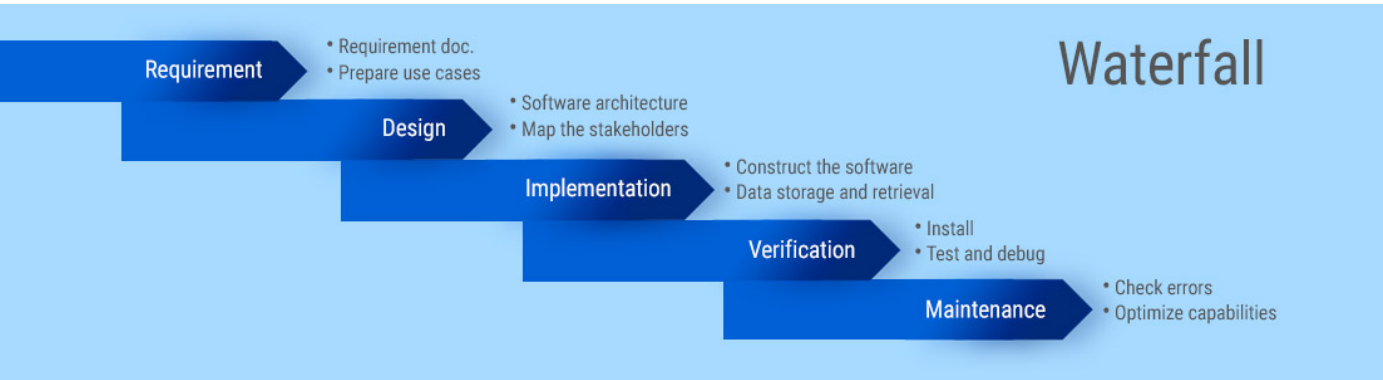 Waterfall
Requirement
• Requirement doc.
• Prepare use cases
Design
• Software architecture
• Map the stakeholders
Implementation
• Construct the software
• Data storage and retrieval
Verification
• Install
• Test and debug
Maintenance
• Check errors
• Optimize capabilities